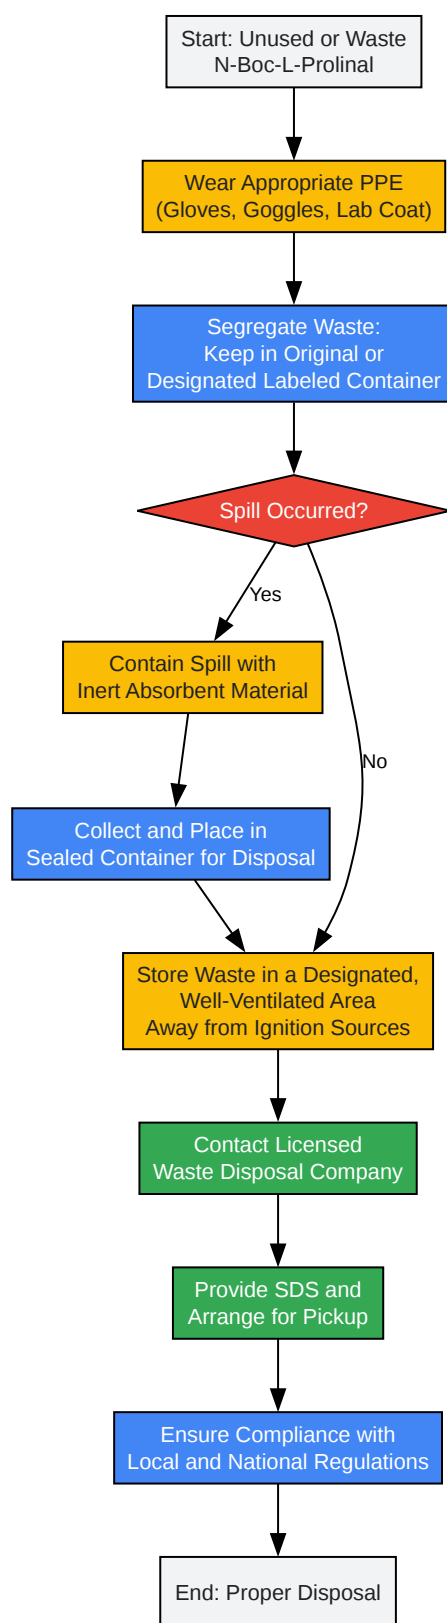 Start: Unused or Waste
N-Boc-L-Prolinal
Wear Appropriate PPE
(Gloves, Goggles, Lab Coat)
Segregate Waste:
Keep in Original or
Designated Labeled Container
Spill Occurred?
Yes
Contain Spill with
Inert Absorbent Material
No
Collect and Place in
Sealed Container for Disposal
Store Waste in a Designated,
Well-Ventilated Area
Away from Ignition Sources
Contact Licensed
Waste Disposal Company
Provide SDS and
Arrange for Pickup
Ensure Compliance with
Local and National Regulations
End: Proper Disposal